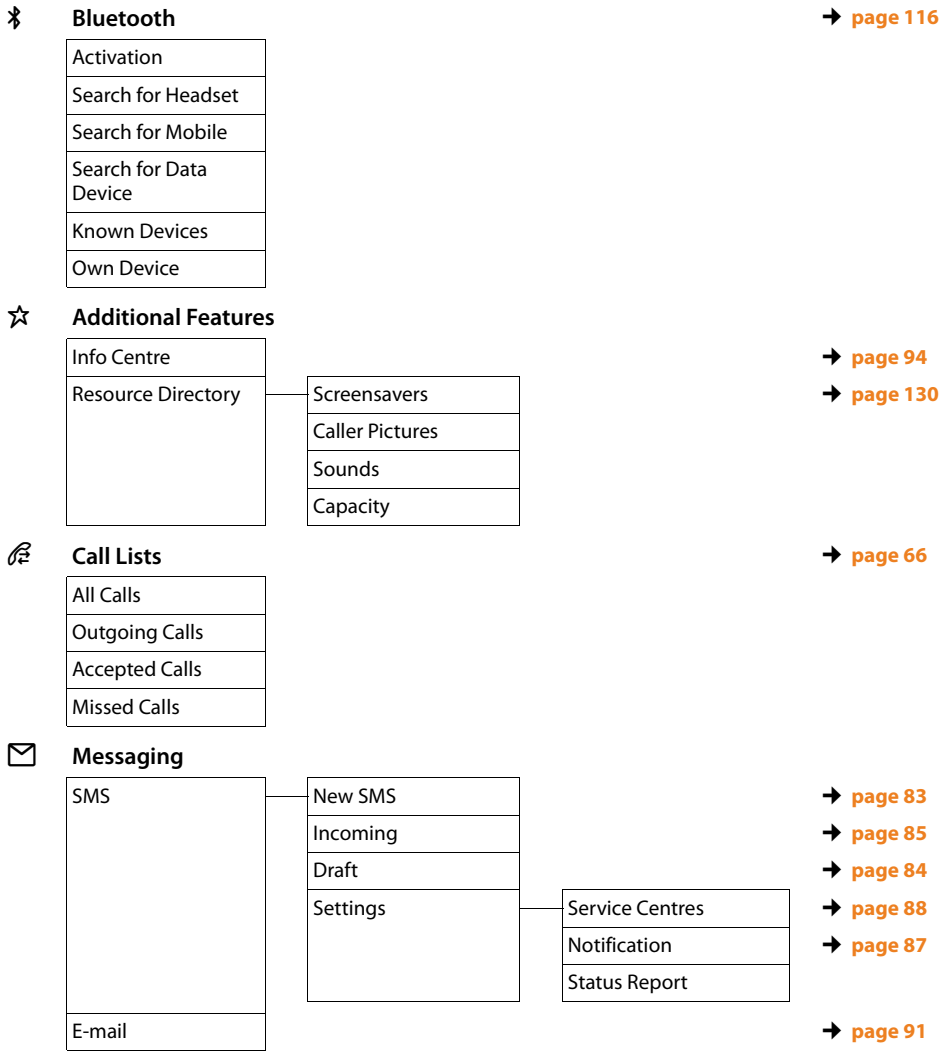 Bluetooth → page 116
Activation
Search for Headset
Search for Mobile
Search for Data
Device
Known Devices
Own Device
Additional Features
Info Centre → page 94
Resource Directory Screensavers → page 130
Caller Pictures
Sounds
Capacity
Call Lists → page 66
All Calls
Outgoing Calls
Accepted Calls
Missed Calls
Messaging
SMS New SMS → page 83
Incoming → page 85
Draft → page 84
Settings Service Centres → page 88
Notification → page 87
Status Report
E-mail → page 91